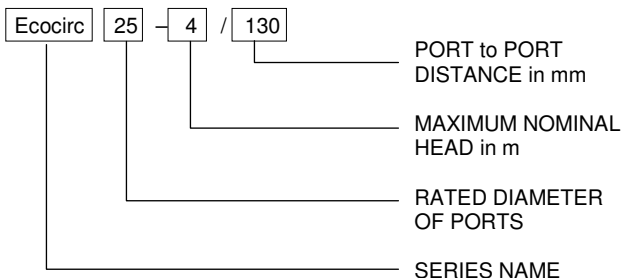 Ecocirc 25 – 4 / 130
PORT to PORT
DISTANCE in mm
MAXIMUM NOMINAL
HEAD in m
RATED DIAMETER
OF PORTS
SERIES NAME